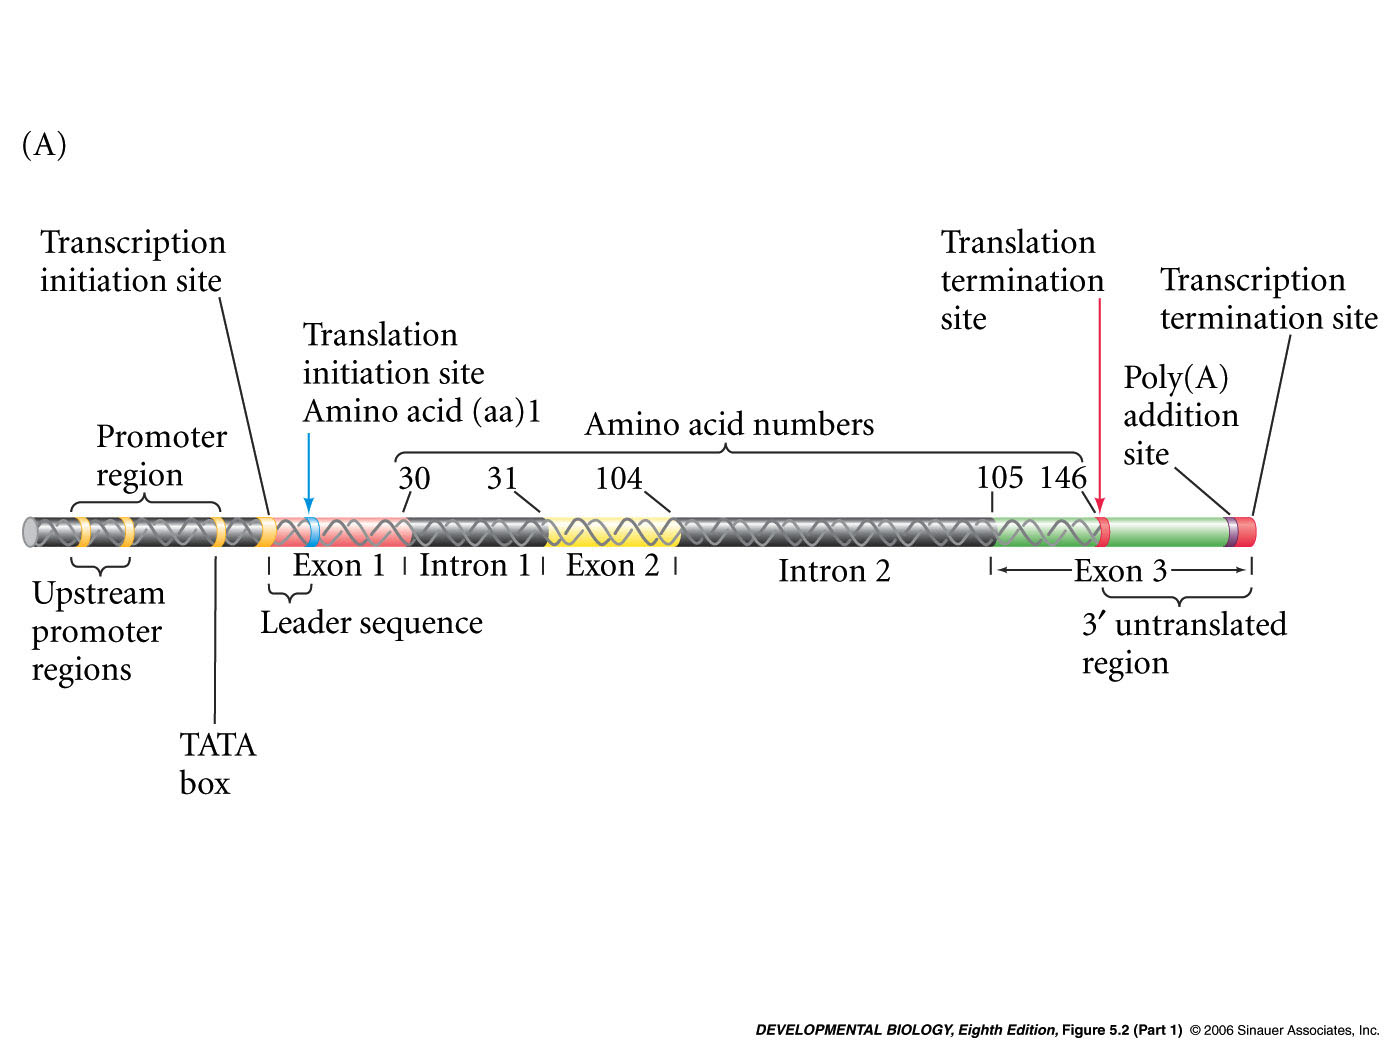 (A)
Transcription
initiation site
Translation
initiation site
Amino acid (aa)1
Translation
termination
site
Transcription
termination site
Poly(A)
addition
site
Promoter
region
Amino acid numbers
30
31
104
105
146
Exon 1
Intron 1
Exon 2
Intron 2
Exon 3
Upstream
promoter
regions
Leader sequence
3′ untranslated
region
TATA
box
DEVELOPMENTAL BIOLOGY, Eighth Edition, Figure 5.2 (Part 1) © 2006 Sinauer Associates, Inc.